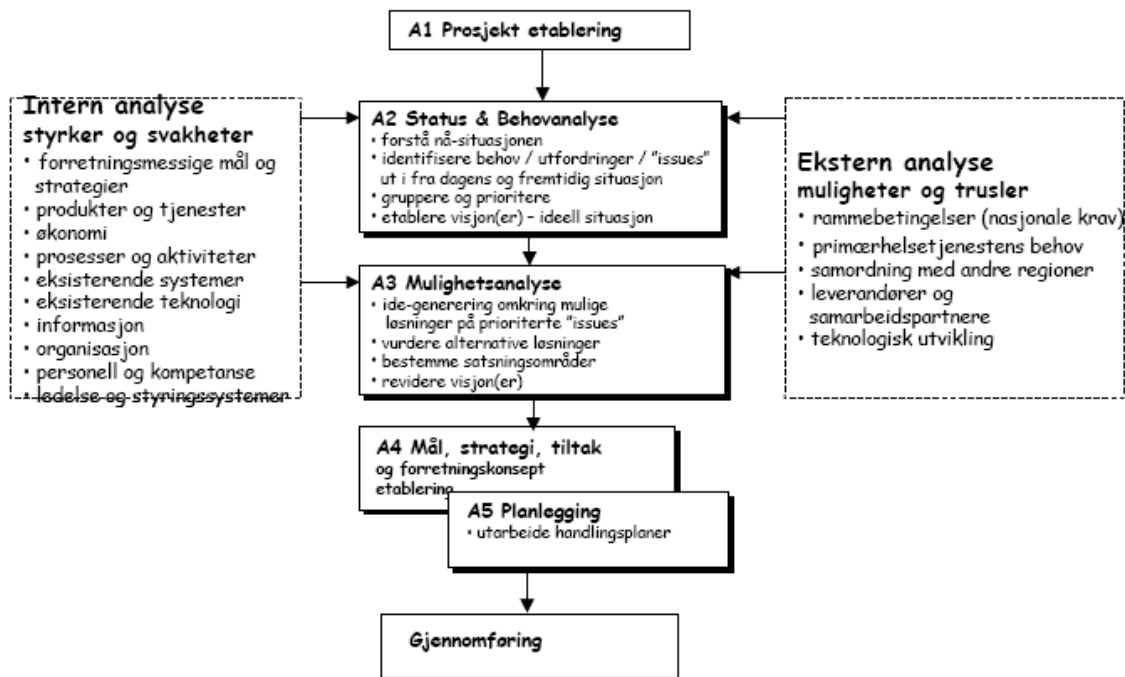 A1 Prosjekt etablering
Intern analyse
styrker og svakheter
• forretningsmessige mål og
strategier
• produkter og tjenester
• økonomi
• prosesser og aktiviteter
• eksisterende systemer
• eksisterende teknologi
• informasjon
• organisasjon
• personell og kompetanse
• ledelse og styringssystemer
A2 Status & Behovanalyse
• forstå nå-situasjonen
• identifisere behov / utfordringer / "issues"
ut i fra dagens og fremtidig situasjon
• gruppere og prioritere
• etablere visjon(er) – ideell situasjon
A3 Mulighetsanalyse
• ide-generering omkring mulige
løsninger på prioriterte "issues"
• vurdere alternative løsninger
• bestemme satsningsområder
• revidere visjon(er)
Ekstern analyse
muligheter og trusler
• rammebetingelser (nasjonale krav)
• primærhelsetjenestens behov
• samordning med andre regioner
• leverandører og
samarbeidspartnere
• teknologisk utvikling
A4 Mål, strategi, tiltak
og forretningskonsept
etablering
A5 Planlegging
• utarbeide handlingsplaner
Gjennomføring